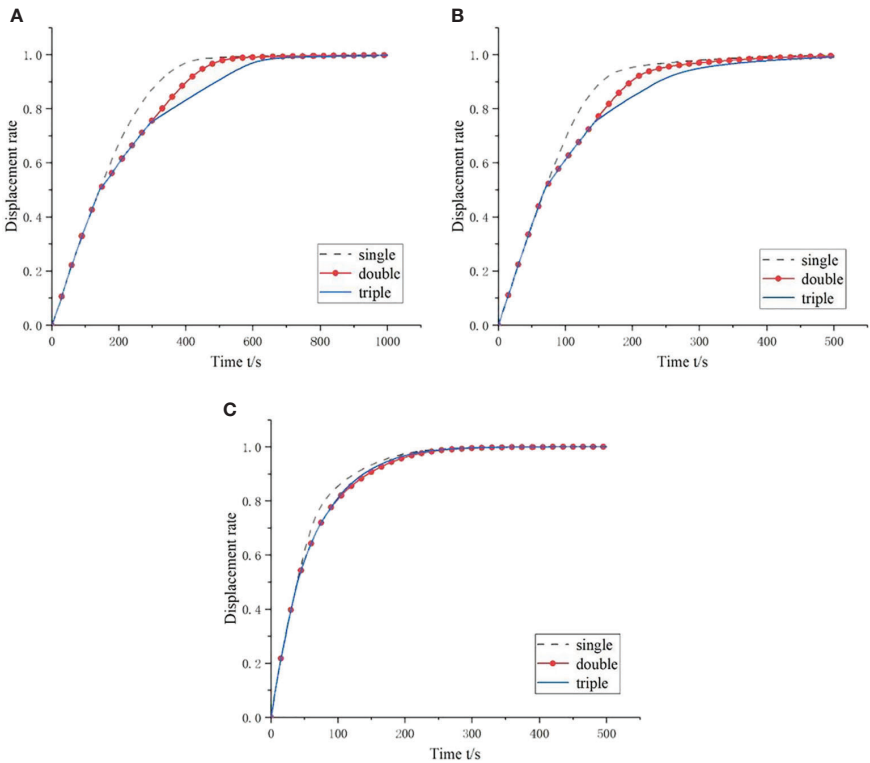 A
Displacement rate
1. 0
0. 8
0. 6
0. 4
0. 2
0. 0
0
200
400
600
800
1000
Time t/s
single
double
triple
B
Displacement rate
1. 0
0. 8
0. 6
0. 4
0. 2
0. 0
0
100
200
300
400
500
Time t/s
single
double
triple
C
Displacement rate
1. 0
0. 8
0. 6
0. 4
0. 2
0. 0
0
100
200
300
400
500
Time t/s
single
double
triple